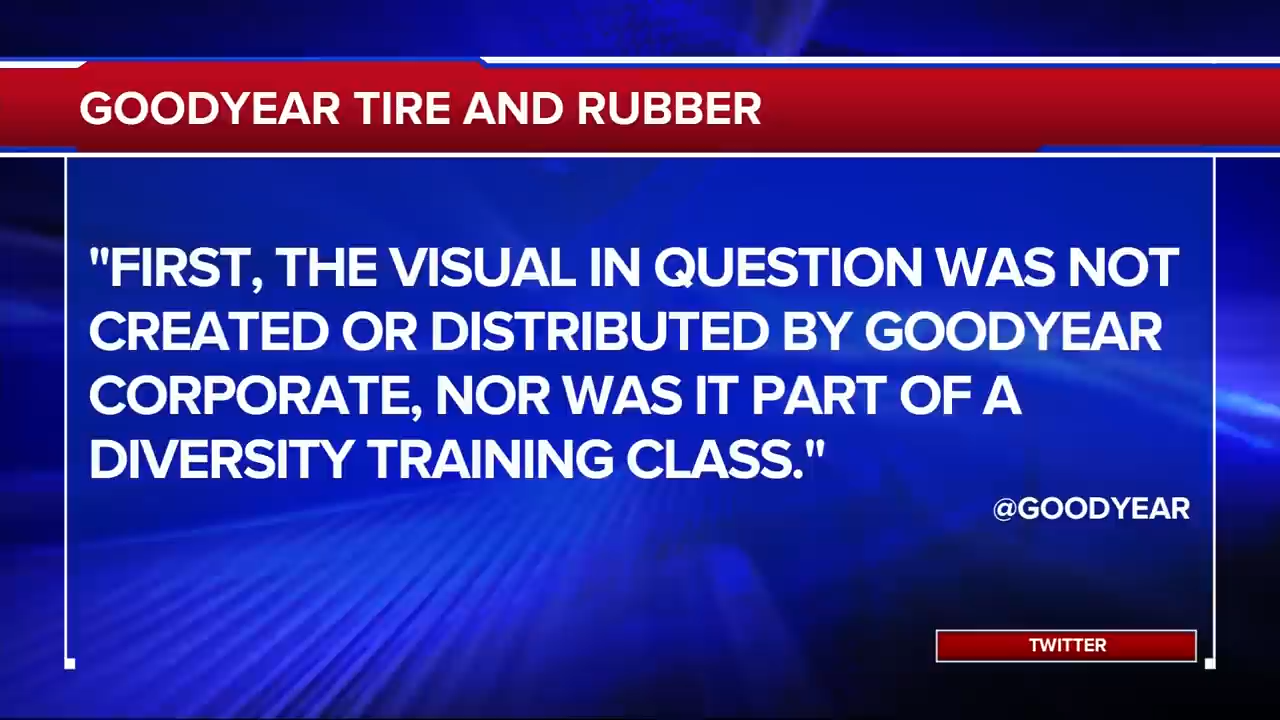 GOODYEAR TIRE AND RUBBER
"FIRST, THE VISUAL IN QUESTION WAS NOT
CREATED OR DISTRIBUTED BY GOODYEAR
CORPORATE, NOR WAS IT PART OF A
DIVERSITY TRAINING CLASS."
@GOODYEAR
TWITTER